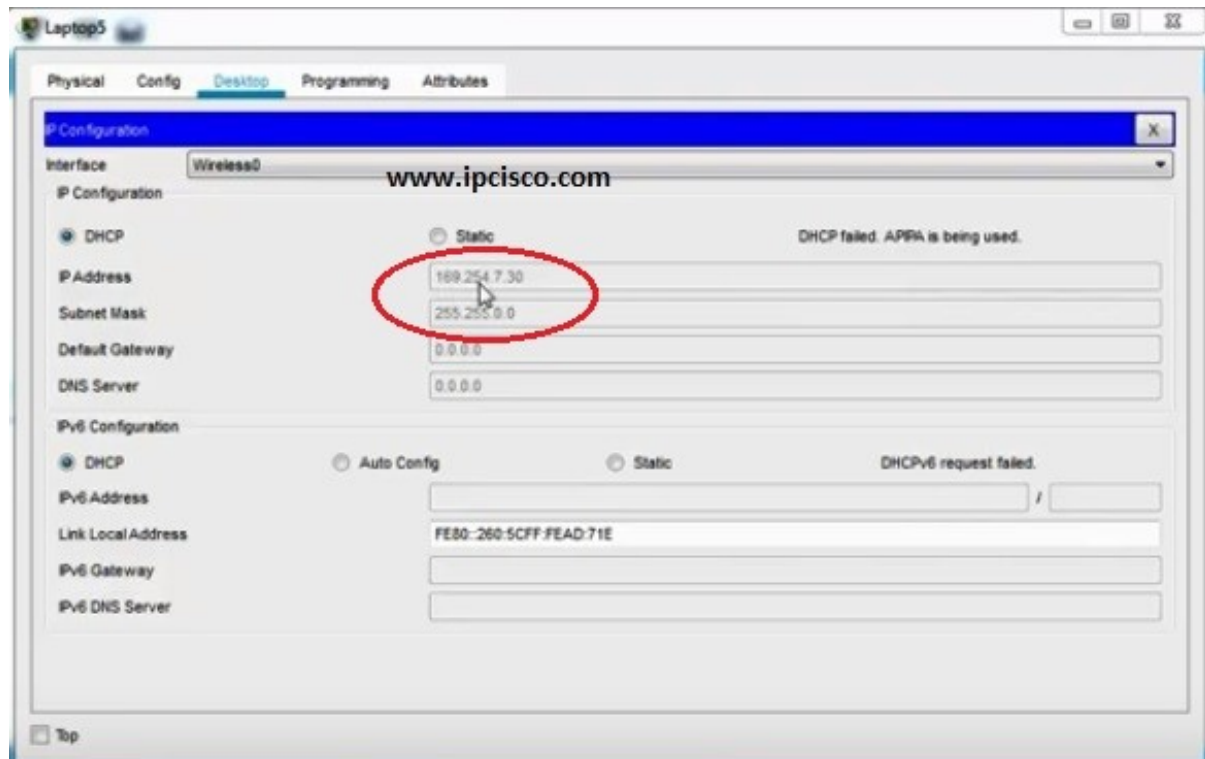 Laptop5
Physical Config Desktop Programming Attributes
IP Configuration X
Interface Wireless0
www.ipcisco.com
IP Configuration
DHCP Static DHCP failed. APIPA is being used.
IP Address 169.254.7.30
Subnet Mask 255.255.0.0
Default Gateway 0.0.0.0
DNS Server 0.0.0.0
IPv6 Configuration
DHCP Auto Config Static DHCPv6 request failed.
IPv6 Address /
Link Local Address FE80::260:5CFF:FEAD:71E
IPv6 Gateway
IPv6 DNS Server
Top